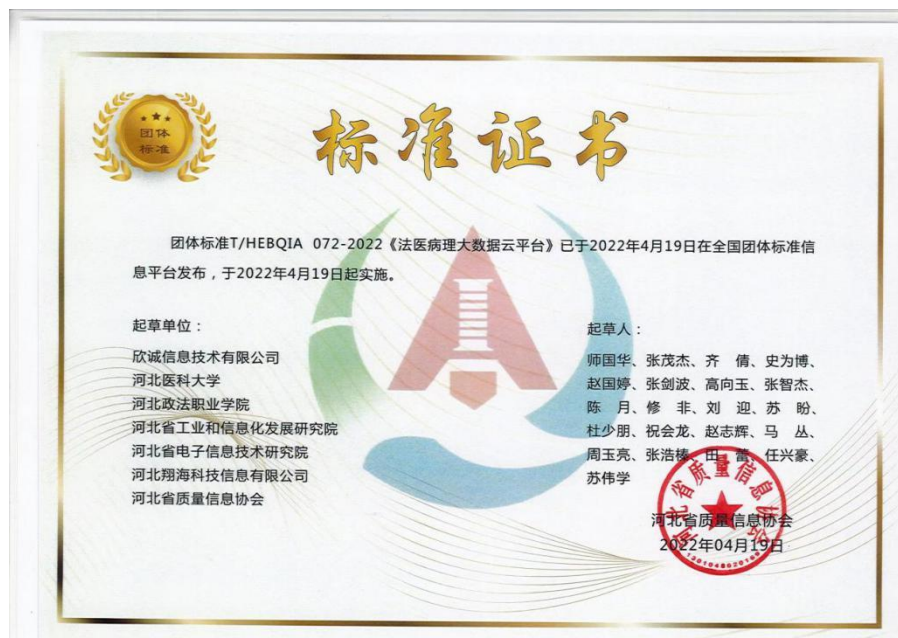 团体
标准
标准证书
团体标准T/HEBQIA 072-2022《法医病理大数据云平台》已于2022年4月19日在全国团体标准信
息平台发布，于2022年4月19日起实施。
起草单位：
欣诚信息技术有限公司
河北医科大学
河北政法职业学院
河北省工业和信息化发展研究院
河北省电子信息技术研究院
河北翔海科技信息有限公司
河北省质量信息协会
起草人：
师国华、张茂杰、齐　倩、史为博、
赵国婷、张剑波、高向玉、张智杰、
陈　月、修　非、刘　迎、苏　盼、
杜少朋、祝会龙、赵志辉、马　丛、
周玉亮、张浩榛、田　蕾、任兴豪、
苏伟学
河北省质量信息协会
河北省质量信息协会
2022年04月19日